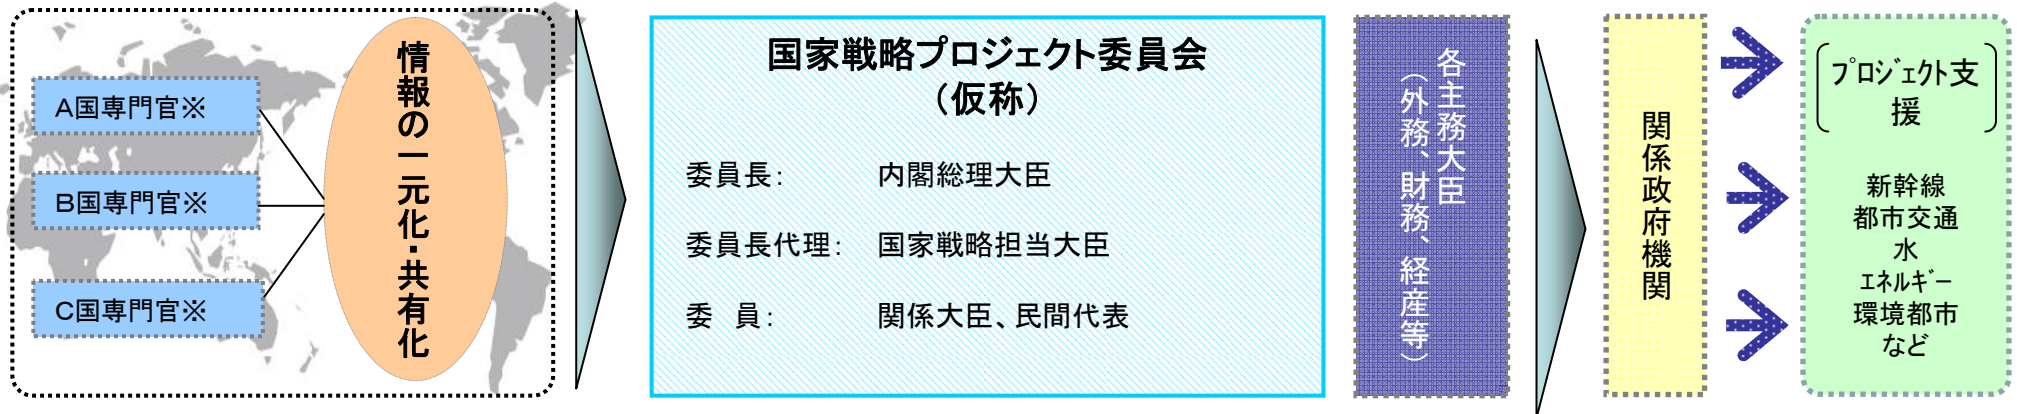 A国専門官※
B国専門官※
C国専門官※
情報の一元化・共有化
国家戦略プロジェクト委員会
(仮称)
委員長: 内閣総理大臣
委員長代理: 国家戦略担当大臣
委 員: 関係大臣、民間代表
各主務大臣
(外務、財務、経産等)
関係政府機関
プロジェクト支
援
新幹線
都市交通
水
エネルギー
環境都市
など